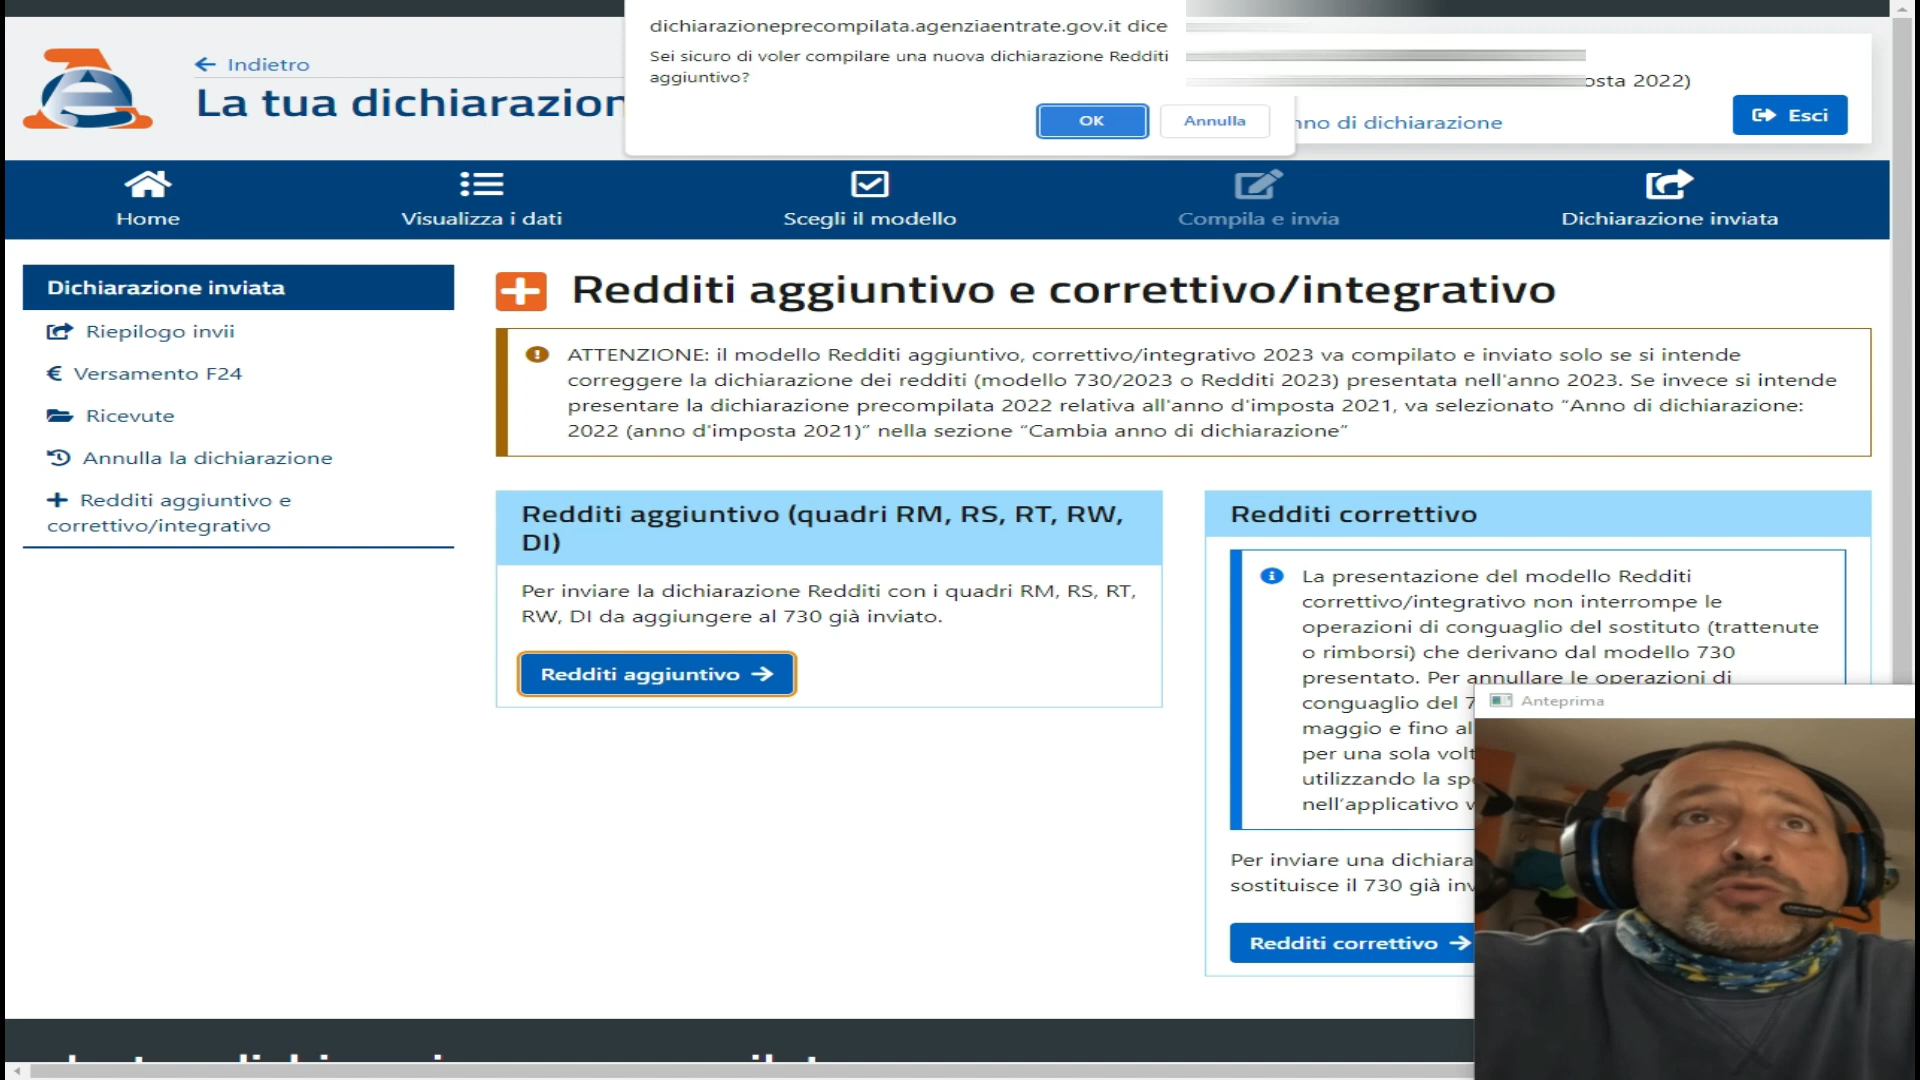 dichiarazioneprecompilata.agenziaentrate.gov.it dice
Sei sicuro di voler compilare una nuova dichiarazione Redditi
aggiuntivo?
OK
Annulla
Indietro
La tua dichiarazion
osta 2022)
nno di dichiarazione
Esci
Home
Visualizza i dati
Scegli il modello
Compila e invia
Dichiarazione inviata
Dichiarazione inviata
Riepilogo invii
€ Versamento F24
Ricevute
Annulla la dichiarazione
Redditi aggiuntivo e
correttivo/integrativo
Redditi aggiuntivo e correttivo/integrativo
ATTENZIONE: il modello Redditi aggiuntivo, correttivo/integrativo 2023 va compilato e inviato solo se si intende
correggere la dichiarazione dei redditi (modello 730/2023 o Redditi 2023) presentata nell'anno 2023. Se invece si intende
presentare la dichiarazione precompilata 2022 relativa all'anno d'imposta 2021, va selezionato “Anno di dichiarazione:
2022 (anno d'imposta 2021)” nella sezione “Cambia anno di dichiarazione”
Redditi aggiuntivo (quadri RM, RS, RT, RW,
DI)
Per inviare la dichiarazione Redditi con i quadri RM, RS, RT,
RW, DI da aggiungere al 730 già inviato.
Redditi aggiuntivo
Redditi correttivo
La presentazione del modello Redditi
correttivo/integrativo non interrompe le
operazioni di conguaglio del sostituto (trattenute
o rimborsi) che derivano dal modello 730
presentato. Per annullare le operazioni di
conguaglio del 7
maggio e fino al
per una sola volt
utilizzando la spe
nell’applicativo w
Per inviare una dichiara
sostituisce il 730 già inv
Redditi correttivo
Anteprima